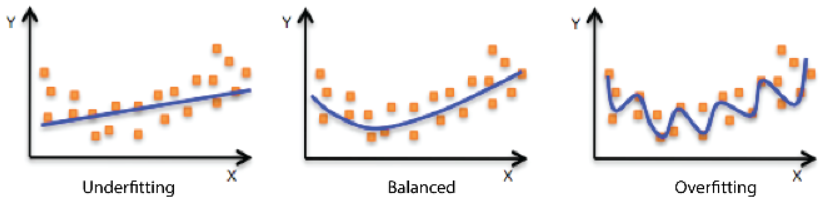 Y
X
Underfitting
Y
X
Balanced
Y
X
Overfitting